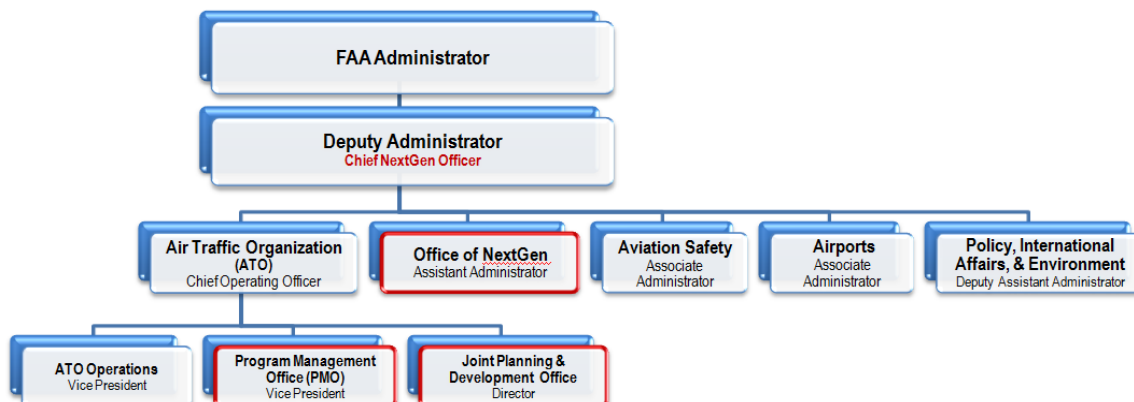 FAA Administrator
Deputy Administrator
Chief NextGen Officer
Air Traffic Organization
(ATO)
Chief Operating Officer
Office of NextGen
Assistant Administrator
Aviation Safety
Associate
Administrator
Airports
Associate
Administrator
Policy, International
Affairs, & Environment
Deputy Assistant Administrator
ATO Operations
Vice President
Program Management
Office (PMO)
Vice President
Joint Planning &
Development Office
Director